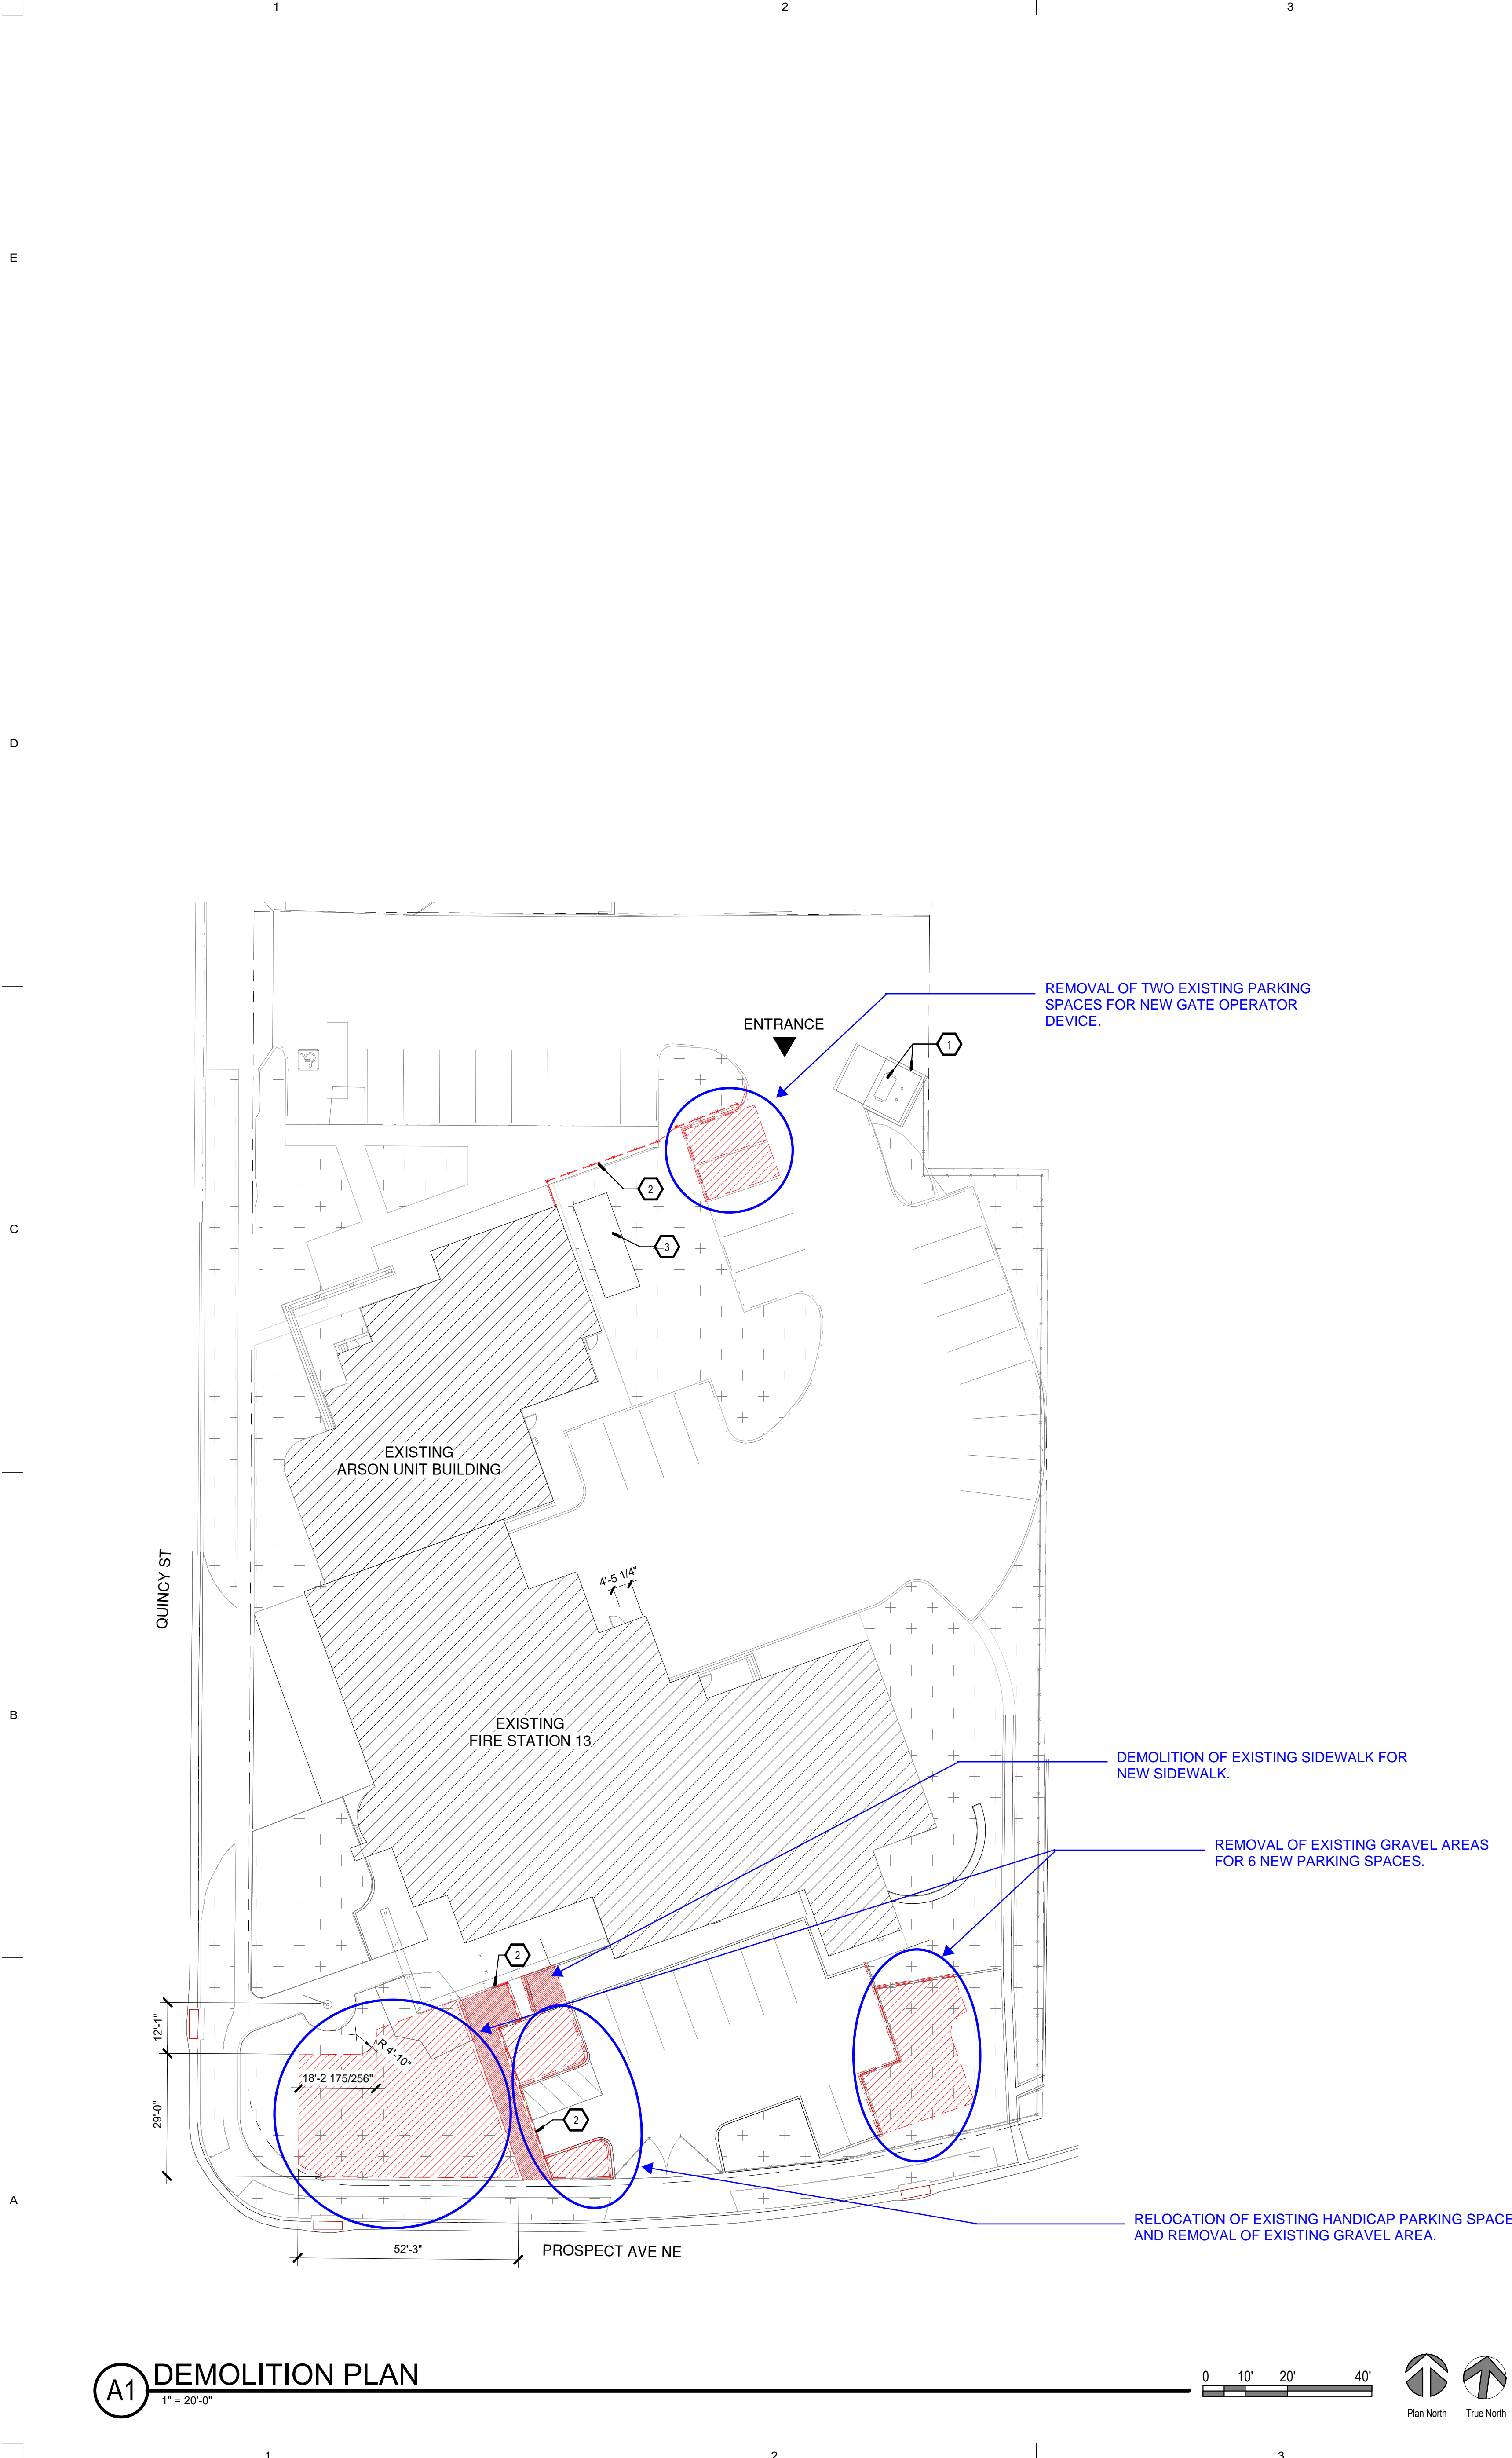 1
2
3
E
D
REMOVAL OF TWO EXISTING PARKING
SPACES FOR NEW GATE OPERATOR
DEVICE.
ENTRANCE
1
2
3
C
EXISTING
ARSON UNIT BUILDING
QUINCY ST
4'-5 1/4"
B
EXISTING
FIRE STATION 13
DEMOLITION OF EXISTING SIDEWALK FOR
NEW SIDEWALK.
REMOVAL OF EXISTING GRAVEL AREAS
FOR 6 NEW PARKING SPACES.
2
12'-1"
R 4'-10"
18'-2 175/256"
29'-0"
2
A
RELOCATION OF EXISTING HANDICAP PARKING SPACE
AND REMOVAL OF EXISTING GRAVEL AREA.
52'-3"
PROSPECT AVE NE
A1
DEMOLITION PLAN
1" = 20'-0"
0 10' 20' 40'
Plan North
True North
1
2
3